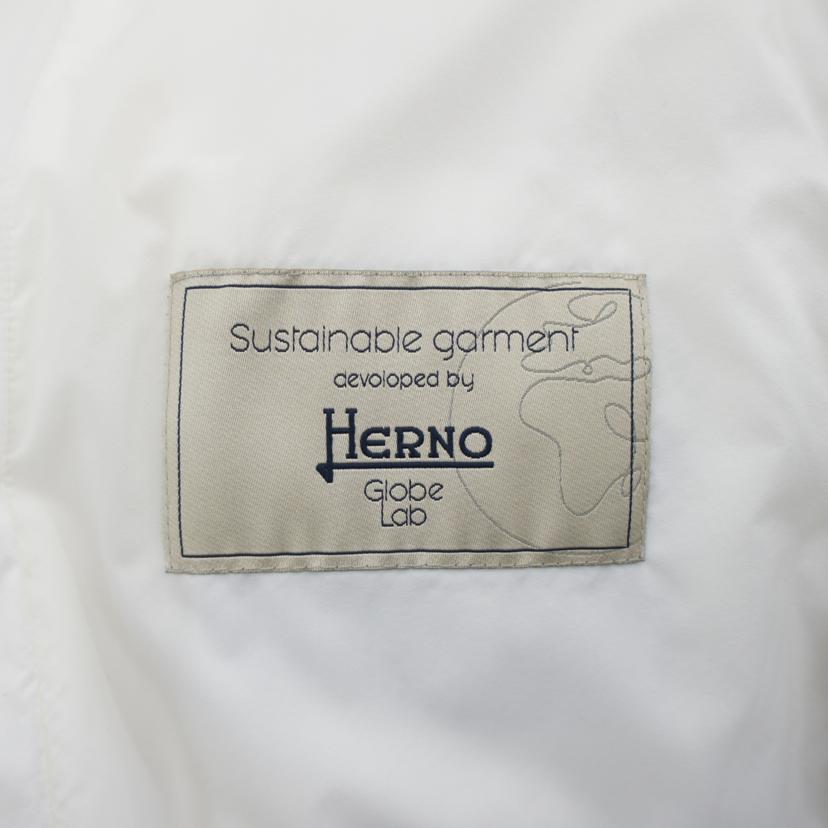 Sustainable garment
devoloped by
HERNO
Globe
Lab